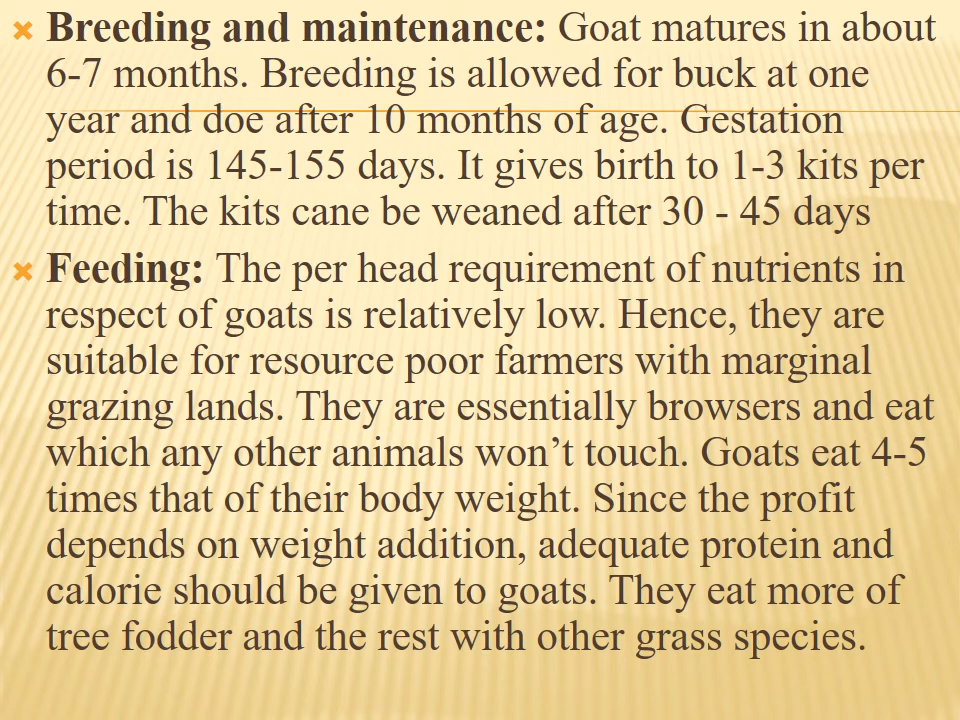 Breeding and maintenance: Goat matures in about
6-7 months. Breeding is allowed for buck at one
year and doe after 10 months of age. Gestation
period is 145-155 days. It gives birth to 1-3 kits per
time. The kits cane be weaned after 30 - 45 days
Feeding: The per head requirement of nutrients in
respect of goats is relatively low. Hence, they are
suitable for resource poor farmers with marginal
grazing lands. They are essentially browsers and eat
which any other animals won’t touch. Goats eat 4-5
times that of their body weight. Since the profit
depends on weight addition, adequate protein and
calorie should be given to goats. They eat more of
tree fodder and the rest with other grass species.